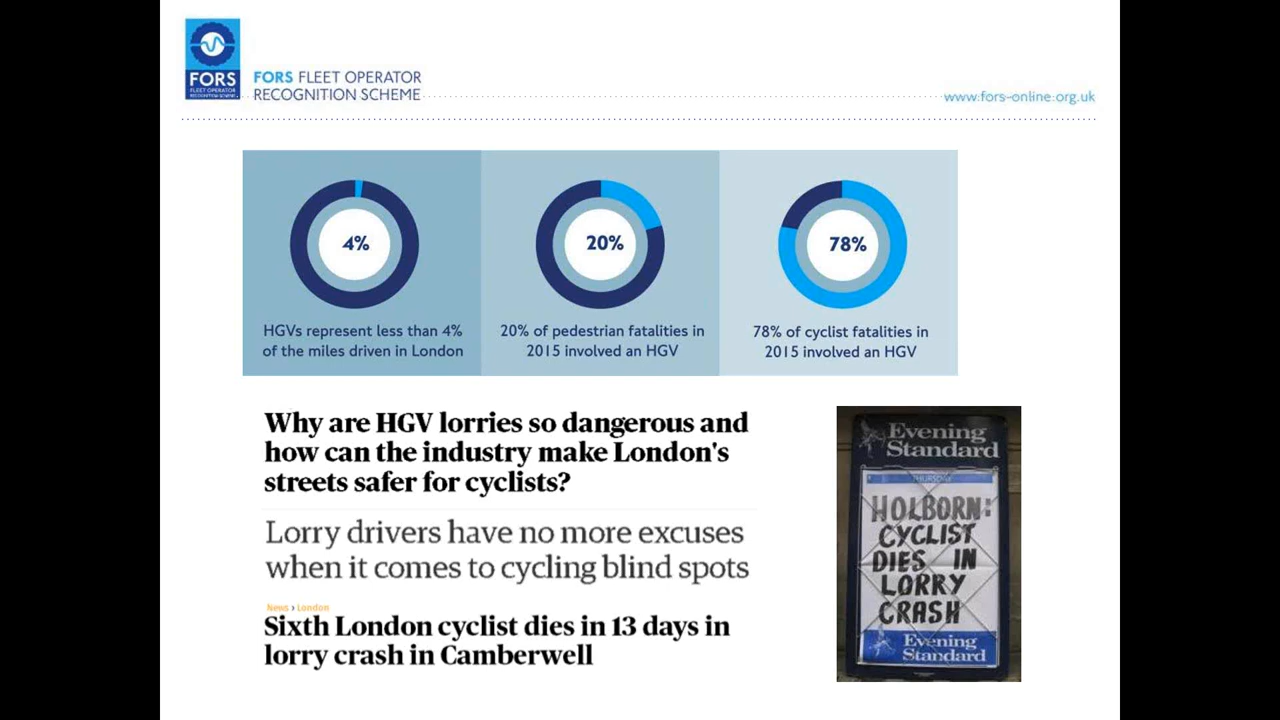 FORS
FLEET OPERATOR
RECOGNITION SCHEME
FORS FLEET OPERATOR
RECOGNITION SCHEME
www.fors-online.org.uk
4%
HGVs represent less than 4%
of the miles driven in London
20%
20% of pedestrian fatalities in
2015 involved an HGV
78%
78% of cyclist fatalities in
2015 involved an HGV
Why are HGV lorries so dangerous and
how can the industry make London's
streets safer for cyclists?
Lorry drivers have no more excuses
when it comes to cycling blind spots
News › London
Sixth London cyclist dies in 13 days in
lorry crash in Camberwell
Evening
Standard
THURSDAY
HOLBORN:
CYCLIST
DIES IN
LORRY
CRASH
Evening
Standard